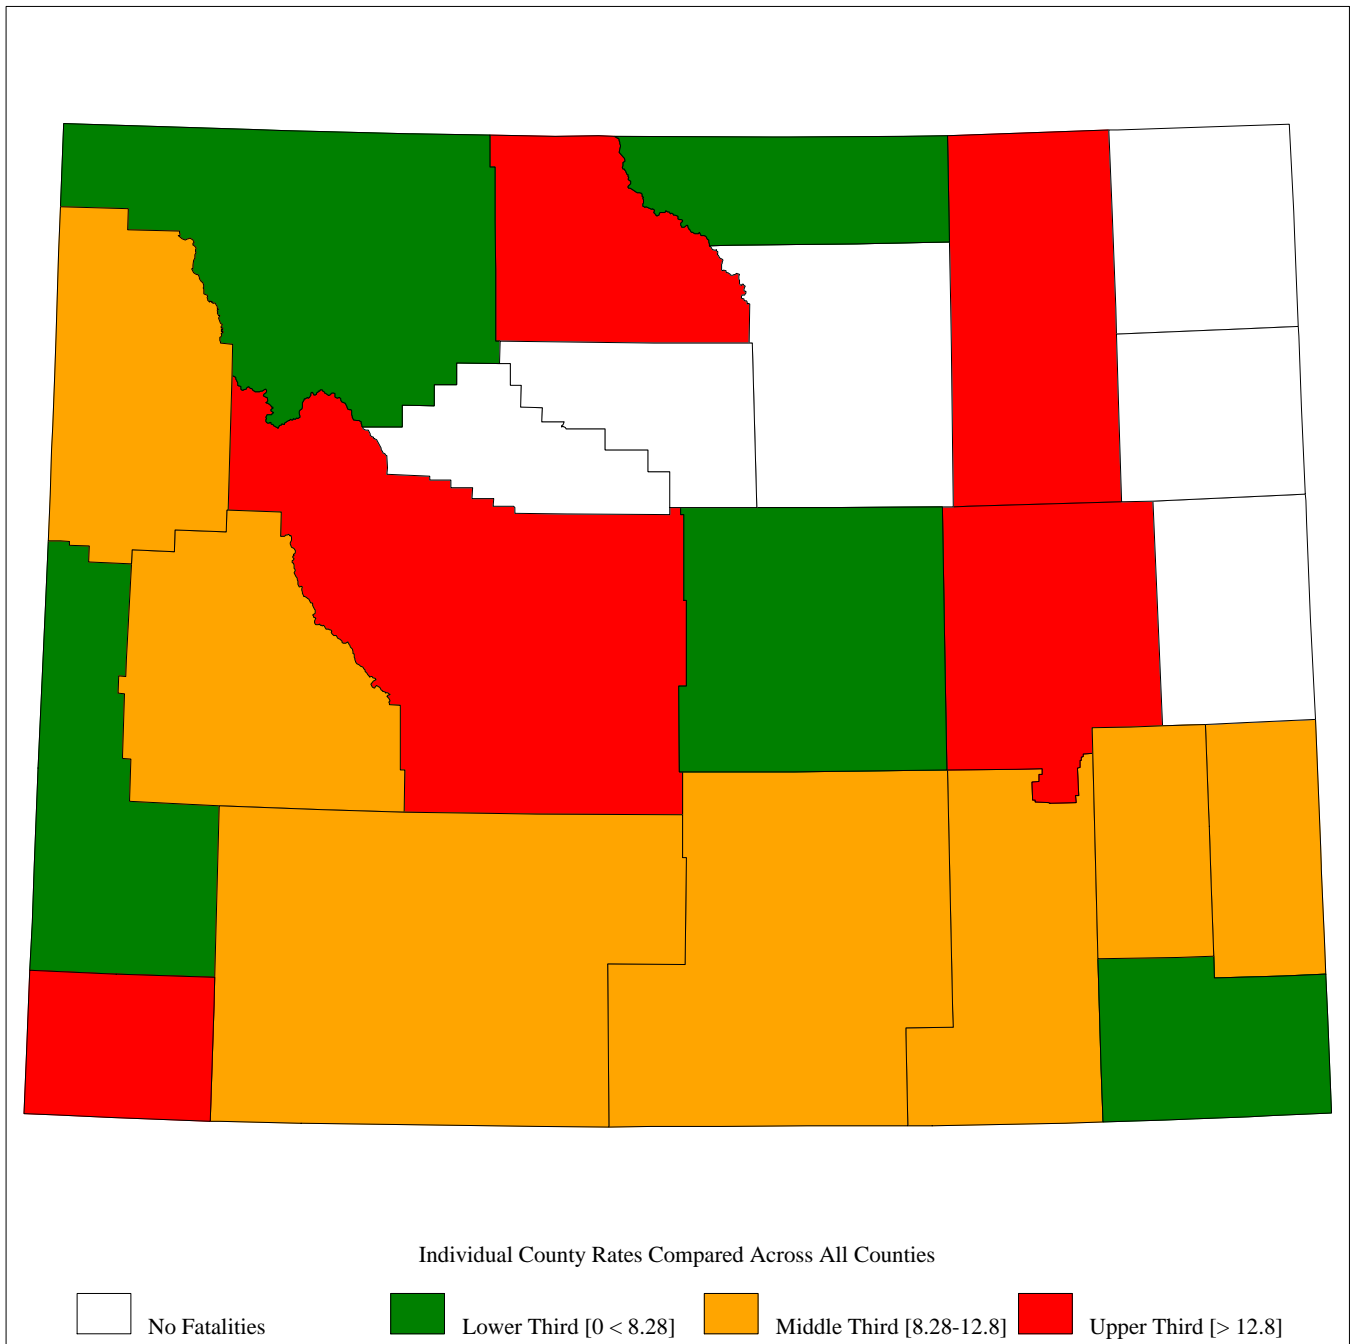 Individual County Rates Compared Across All Counties
No Fatalities Lower Third [0 < 8.28] Middle Third [8.28-12.8] Upper Third [> 12.8]